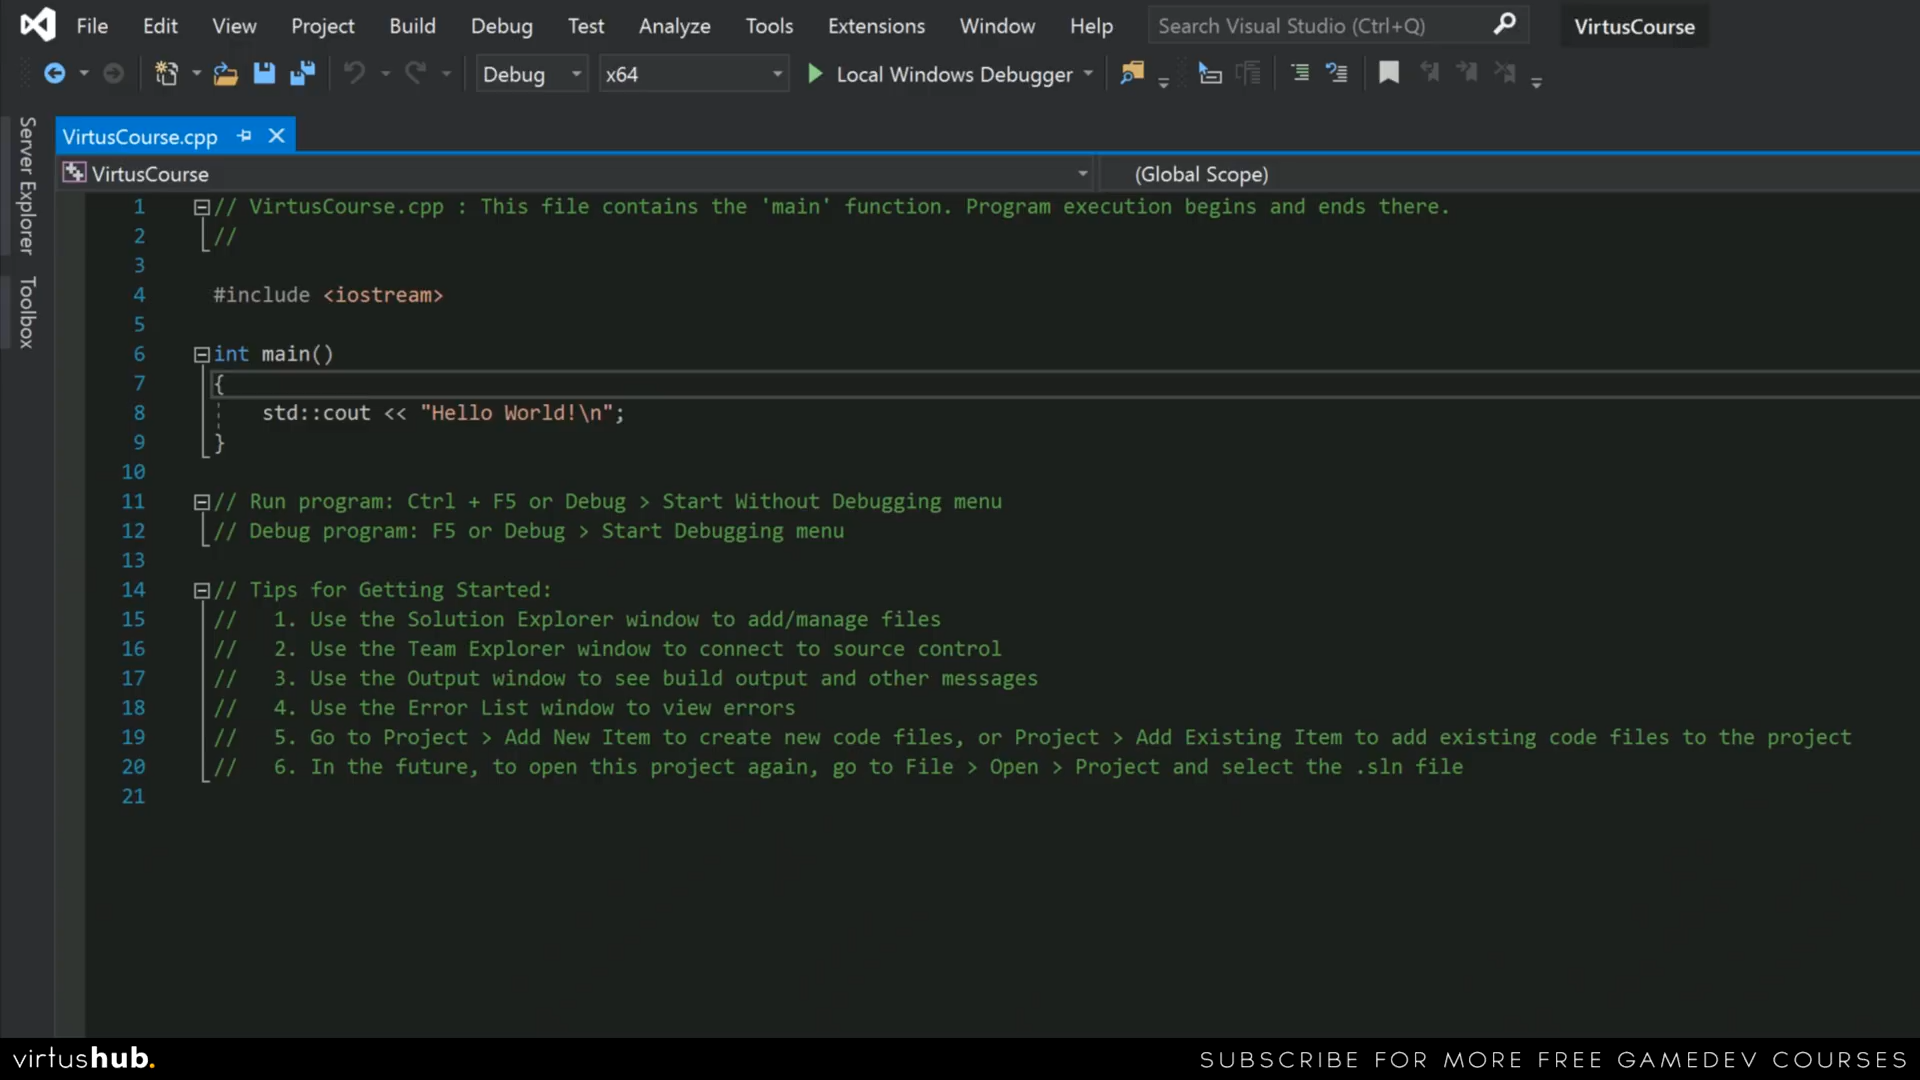 File Edit View Project Build Debug Test Analyze Tools Extensions Window Help Search Visual Studio (Ctrl+Q) VirtusCourse
Debug x64 Local Windows Debugger
Server Explorer
Toolbox
VirtusCourse.cpp
VirtusCourse (Global Scope)
1 // VirtusCourse.cpp : This file contains the 'main' function. Program execution begins and ends there.
2 //
3
4 #include <iostream>
5
6 int main()
7 {
8 std::cout << "Hello World!\n";
9 }
10
11 // Run program: Ctrl + F5 or Debug > Start Without Debugging menu
12 // Debug program: F5 or Debug > Start Debugging menu
13
14 // Tips for Getting Started:
15 // 1. Use the Solution Explorer window to add/manage files
16 // 2. Use the Team Explorer window to connect to source control
17 // 3. Use the Output window to see build output and other messages
18 // 4. Use the Error List window to view errors
19 // 5. Go to Project > Add New Item to create new code files, or Project > Add Existing Item to add existing code files to the project
20 // 6. In the future, to open this project again, go to File > Open > Project and select the .sln file
21
virtushub. SUBSCRIBE FOR MORE FREE GAMEDEV COURSES